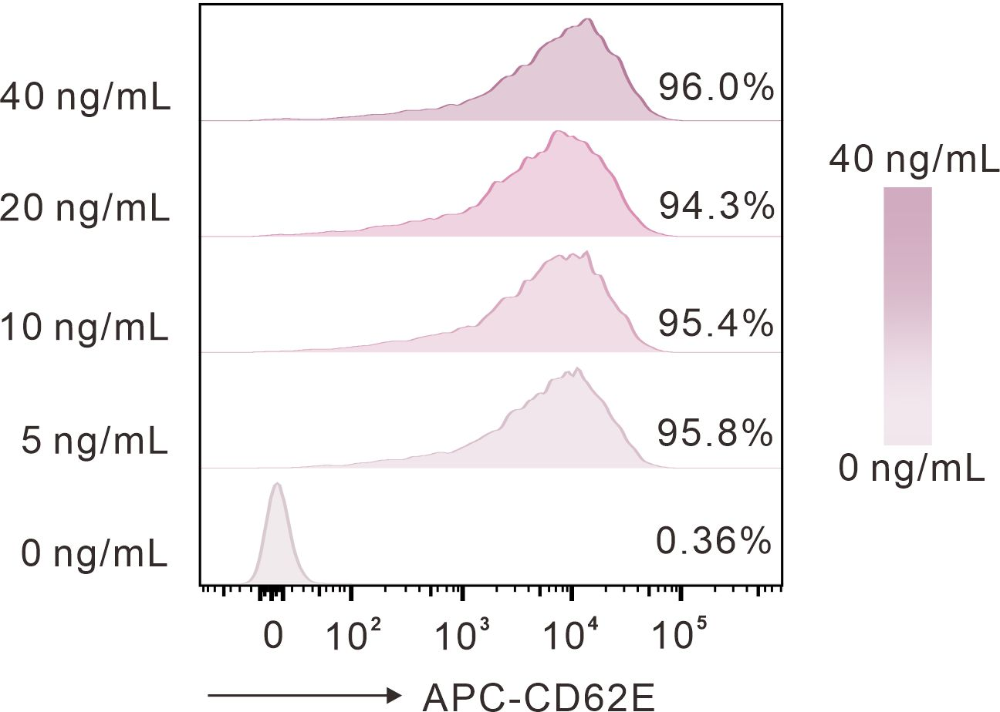 40 ng/mL 96.0%
40 ng/mL
20 ng/mL 94.3%
10 ng/mL 95.4%
5 ng/mL 95.8%
0 ng/mL
0 ng/mL 0.36%
0 10² 10³ 10⁴ 10⁵
APC-CD62E